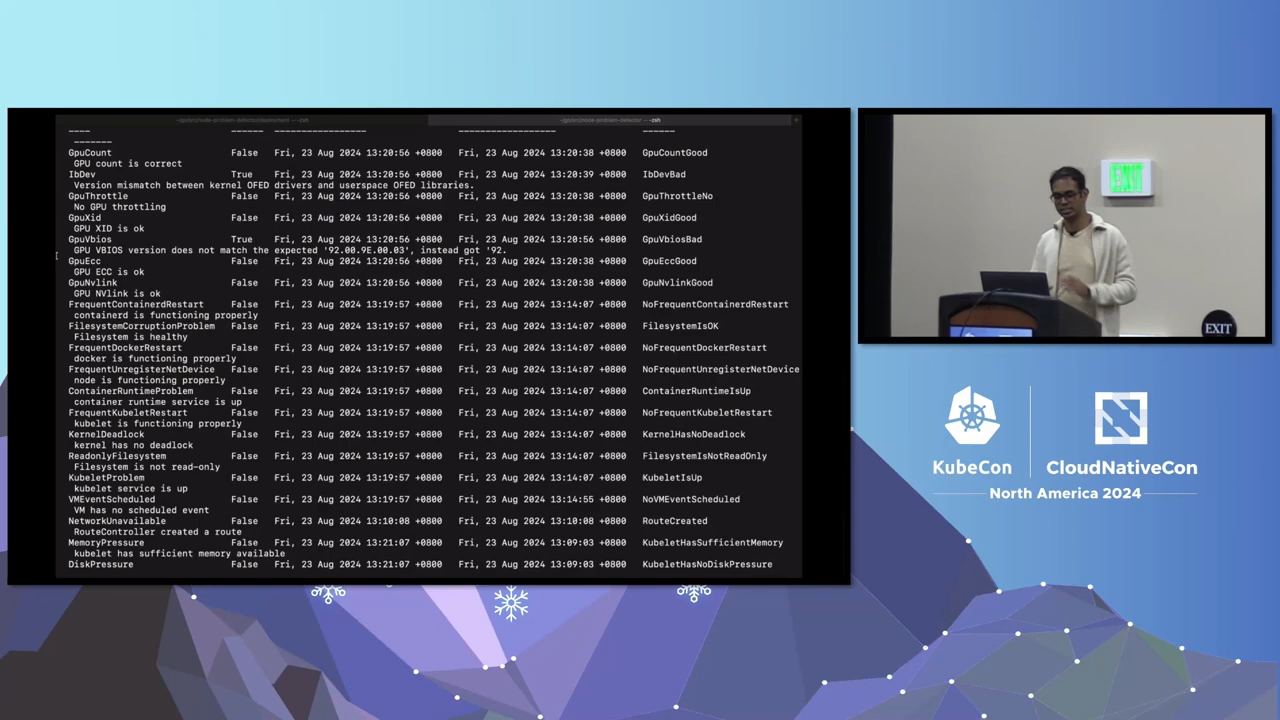 ~/go/src/node-problem-detector/deployment — -zsh ~/go/src/node-problem-detector — -zsh +
---- ------ ----------------- ------------------ ------
-------
GpuCount False Fri, 23 Aug 2024 13:20:56 +0800 Fri, 23 Aug 2024 13:20:38 +0800 GpuCountGood
GPU count is correct
IbDev True Fri, 23 Aug 2024 13:20:56 +0800 Fri, 23 Aug 2024 13:20:39 +0800 IbDevBad
Version mismatch between kernel OFED drivers and userspace OFED libraries.
GpuThrottle False Fri, 23 Aug 2024 13:20:56 +0800 Fri, 23 Aug 2024 13:20:38 +0800 GpuThrottleNo
No GPU throttling
GpuXid False Fri, 23 Aug 2024 13:20:56 +0800 Fri, 23 Aug 2024 13:20:38 +0800 GpuXidGood
GPU XID is ok
GpuVbios True Fri, 23 Aug 2024 13:20:56 +0800 Fri, 23 Aug 2024 13:20:56 +0800 GpuVbiosBad
GPU VBIOS version does not match the expected '92.00.9E.00.03', instead got '92.
GpuEcc False Fri, 23 Aug 2024 13:20:56 +0800 Fri, 23 Aug 2024 13:20:38 +0800 GpuEccGood
GPU ECC is ok
GpuNvlink False Fri, 23 Aug 2024 13:20:56 +0800 Fri, 23 Aug 2024 13:20:38 +0800 GpuNvlinkGood
GPU NVlink is ok
FrequentContainerdRestart False Fri, 23 Aug 2024 13:19:57 +0800 Fri, 23 Aug 2024 13:14:07 +0800 NoFrequentContainerdRestart
containerd is functioning properly
FilesystemCorruptionProblem False Fri, 23 Aug 2024 13:19:57 +0800 Fri, 23 Aug 2024 13:14:07 +0800 FilesystemIsOK
Filesystem is healthy
FrequentDockerRestart False Fri, 23 Aug 2024 13:19:57 +0800 Fri, 23 Aug 2024 13:14:07 +0800 NoFrequentDockerRestart
docker is functioning properly
FrequentUnregisterNetDevice False Fri, 23 Aug 2024 13:19:57 +0800 Fri, 23 Aug 2024 13:14:07 +0800 NoFrequentUnregisterNetDevice
node is functioning properly
ContainerRuntimeProblem False Fri, 23 Aug 2024 13:19:57 +0800 Fri, 23 Aug 2024 13:14:07 +0800 ContainerRuntimeIsUp
container runtime service is up
FrequentKubeletRestart False Fri, 23 Aug 2024 13:19:57 +0800 Fri, 23 Aug 2024 13:14:07 +0800 NoFrequentKubeletRestart
kubelet is functioning properly
KernelDeadlock False Fri, 23 Aug 2024 13:19:57 +0800 Fri, 23 Aug 2024 13:14:07 +0800 KernelHasNoDeadlock
kernel has no deadlock
ReadonlyFilesystem False Fri, 23 Aug 2024 13:19:57 +0800 Fri, 23 Aug 2024 13:14:07 +0800 FilesystemIsNotReadOnly
Filesystem is not read-only
KubeletProblem False Fri, 23 Aug 2024 13:19:57 +0800 Fri, 23 Aug 2024 13:14:07 +0800 KubeletIsUp
kubelet service is up
VMEventScheduled False Fri, 23 Aug 2024 13:19:57 +0800 Fri, 23 Aug 2024 13:14:55 +0800 NoVMEventScheduled
VM has no scheduled event
NetworkUnavailable False Fri, 23 Aug 2024 13:10:08 +0800 Fri, 23 Aug 2024 13:10:08 +0800 RouteCreated
RouteController created a route
MemoryPressure False Fri, 23 Aug 2024 13:21:07 +0800 Fri, 23 Aug 2024 13:09:03 +0800 KubeletHasSufficientMemory
kubelet has sufficient memory available
DiskPressure False Fri, 23 Aug 2024 13:21:07 +0800 Fri, 23 Aug 2024 13:09:03 +0800 KubeletHasNoDiskPressure
EXIT
EXIT
KubeCon CloudNativeCon
North America 2024